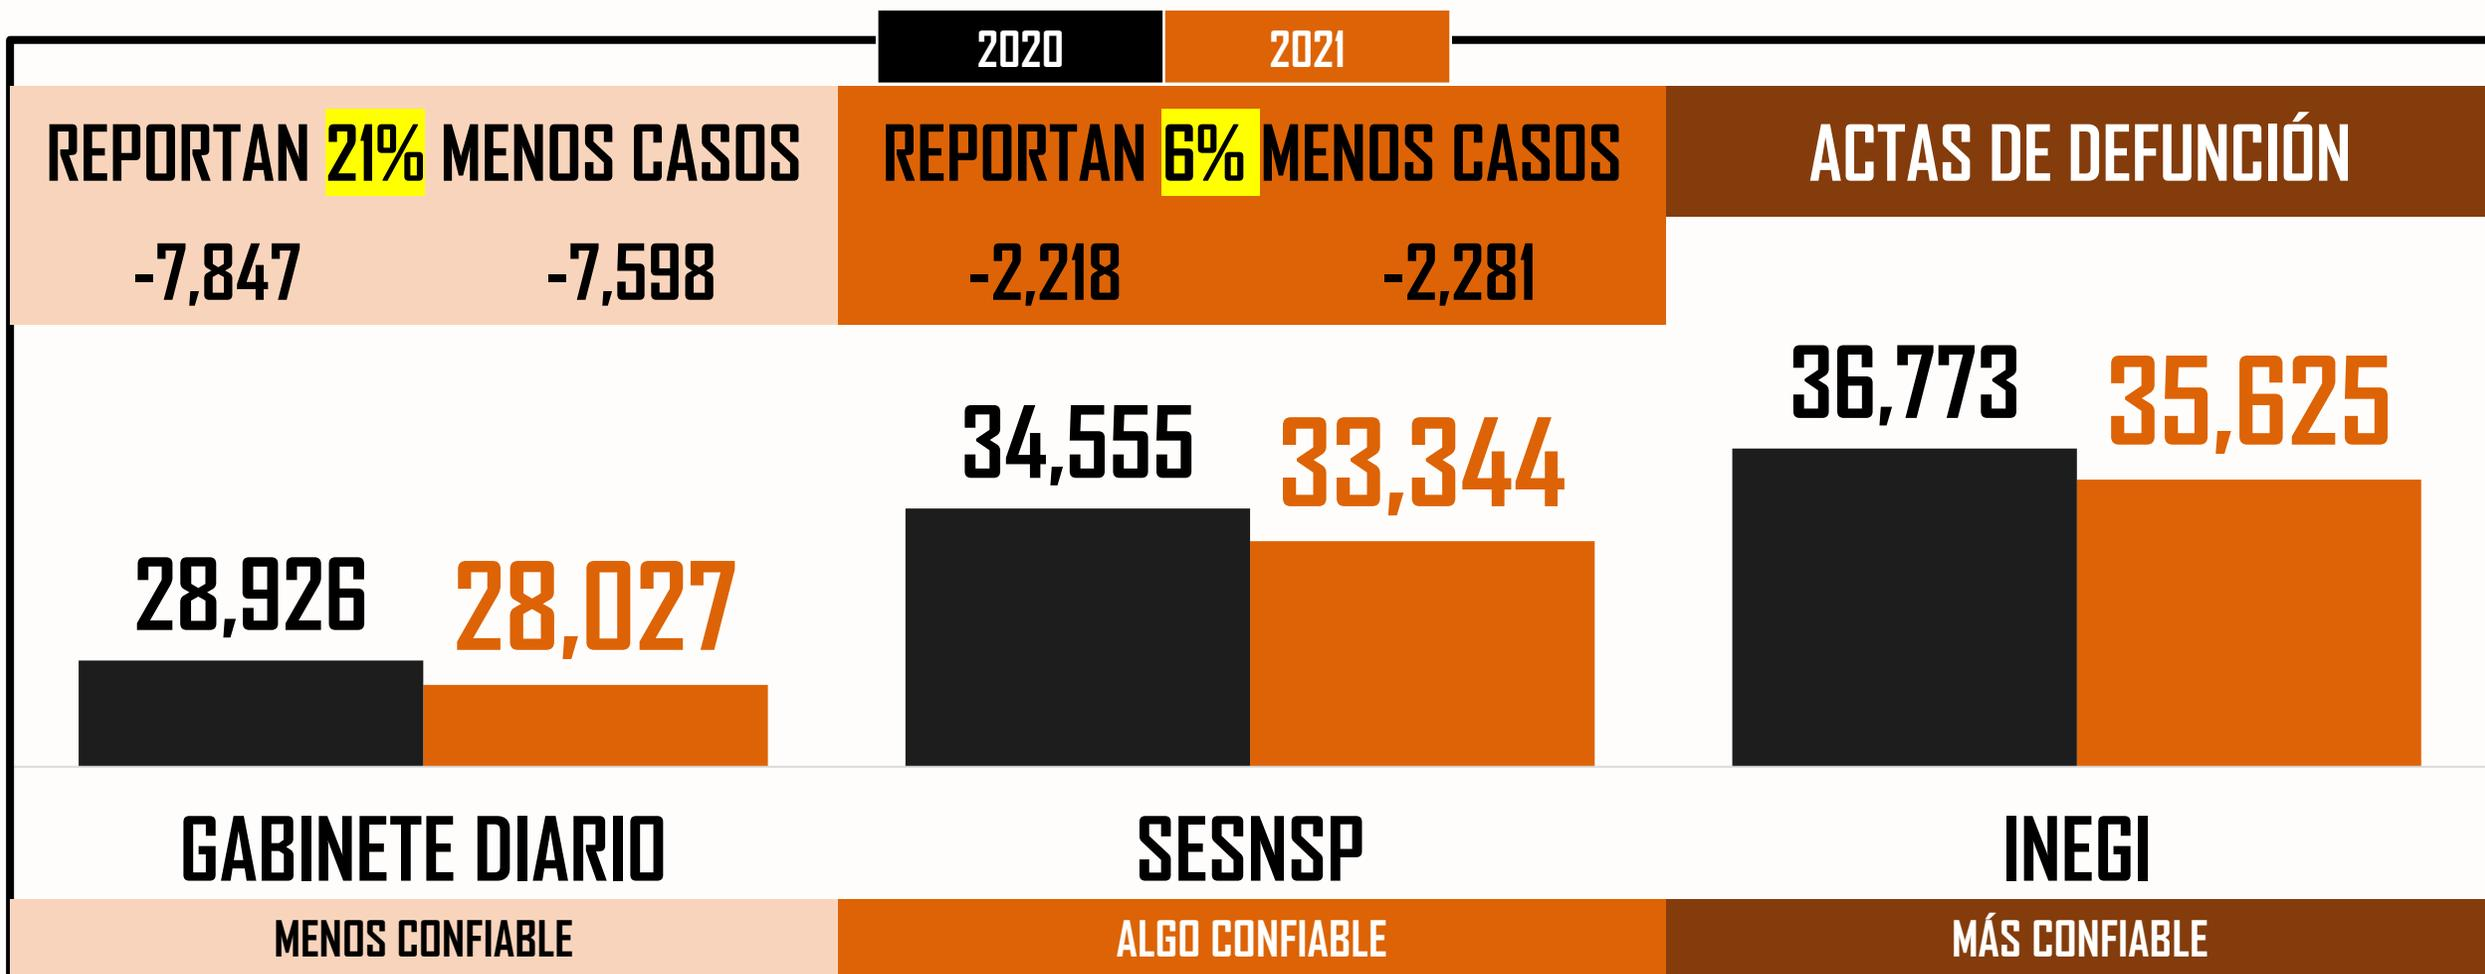 2020 2021
REPORTAN 21% MENOS CASOS
-7,847 -7,598
REPORTAN 6% MENOS CASOS
-2,218 -2,281
ACTAS DE DEFUNCIÓN
28,926 28,027
34,555 33,344
36,773 35,625
GABINETE DIARIO
SESNSP
INEGI
MENOS CONFIABLE
ALGO CONFIABLE
MÁS CONFIABLE